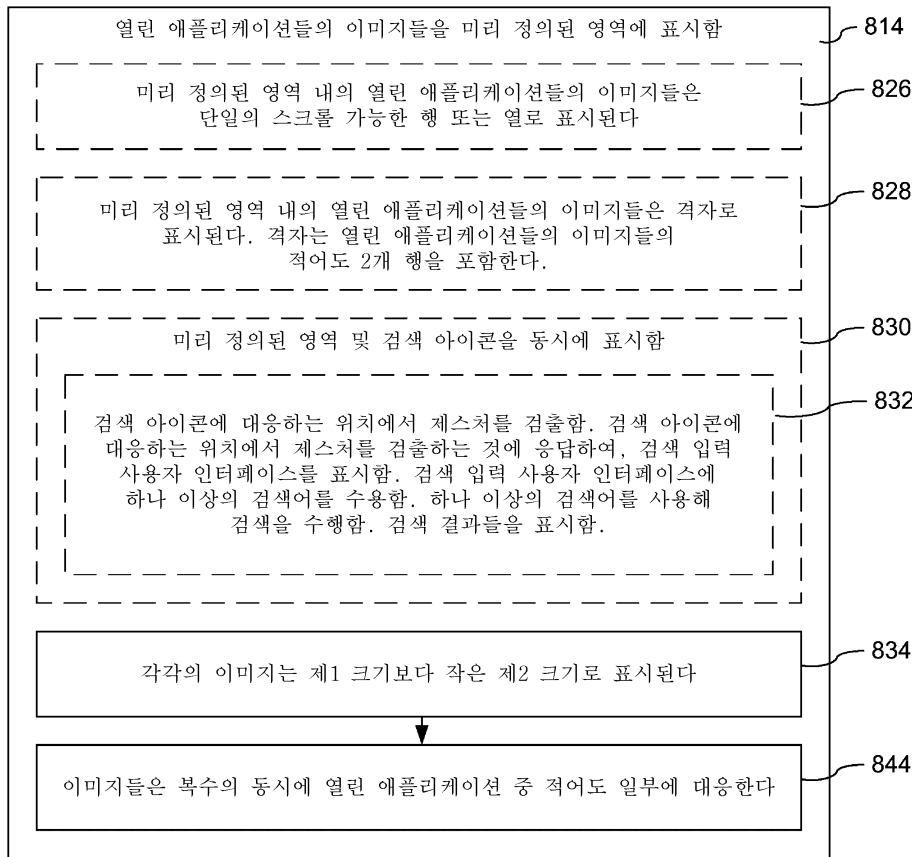 열린 애플리케이션들의 이미지들을 미리 정의된 영역에 표시함
814
미리 정의된 영역 내의 열린 애플리케이션들의 이미지들은
단일의 스크롤 가능한 행 또는 열로 표시된다
826
미리 정의된 영역 내의 열린 애플리케이션들의 이미지들은 격자로
표시된다. 격자는 열린 애플리케이션들의 이미지들의
적어도 2개 행을 포함한다.
828
미리 정의된 영역 및 검색 아이콘을 동시에 표시함
830
검색 아이콘에 대응하는 위치에서 제스처를 검출함. 검색 아이콘에
대응하는 위치에서 제스처를 검출하는 것에 응답하여, 검색 입력
사용자 인터페이스를 표시함. 검색 입력 사용자 인터페이스에
하나 이상의 검색어를 수용함. 하나 이상의 검색어를 사용해
검색을 수행함. 검색 결과들을 표시함.
832
각각의 이미지는 제1 크기보다 작은 제2 크기로 표시된다
834
이미지들은 복수의 동시에 열린 애플리케이션 중 적어도 일부에 대응한다
844